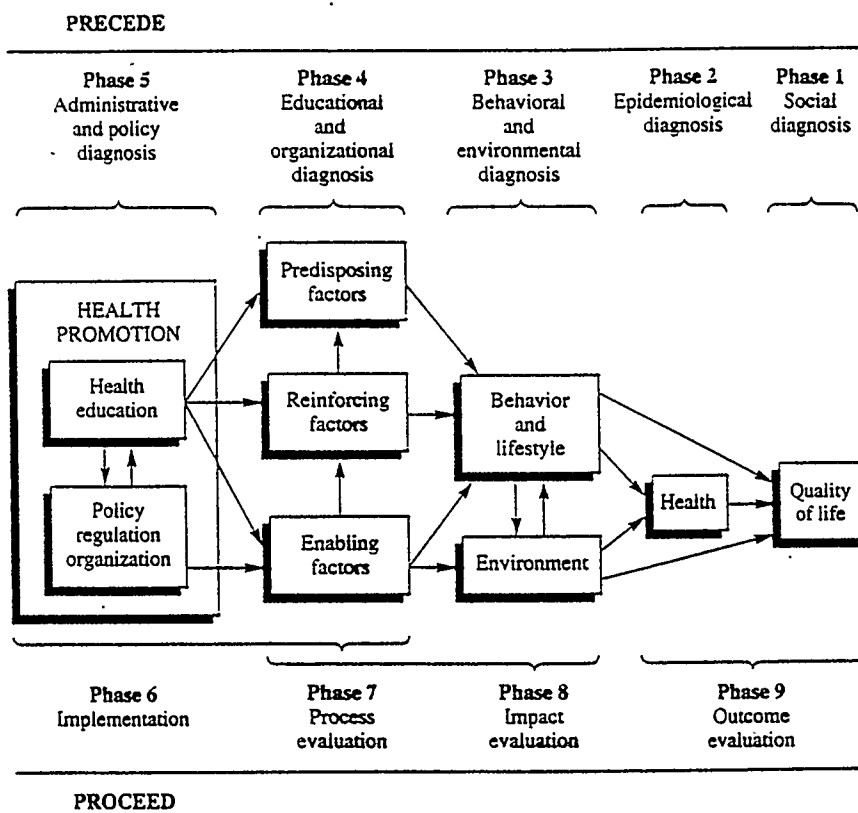 PRECEDE
Phase 5
Administrative
and policy
diagnosis
Phase 4
Educational
and
organizational
diagnosis
Phase 3
Behavioral
and
environmental
diagnosis
Phase 2
Epidemiological
diagnosis
Phase 1
Social
diagnosis
HEALTH
PROMOTION
Health
education
Policy
regulation
organization
Predisposing
factors
Reinforcing
factors
Enabling
factors
Behavior
and
lifestyle
Environment
Health
Quality
of life
Phase 6
Implementation
Phase 7
Process
evaluation
Phase 8
Impact
evaluation
Phase 9
Outcome
evaluation
PROCEED